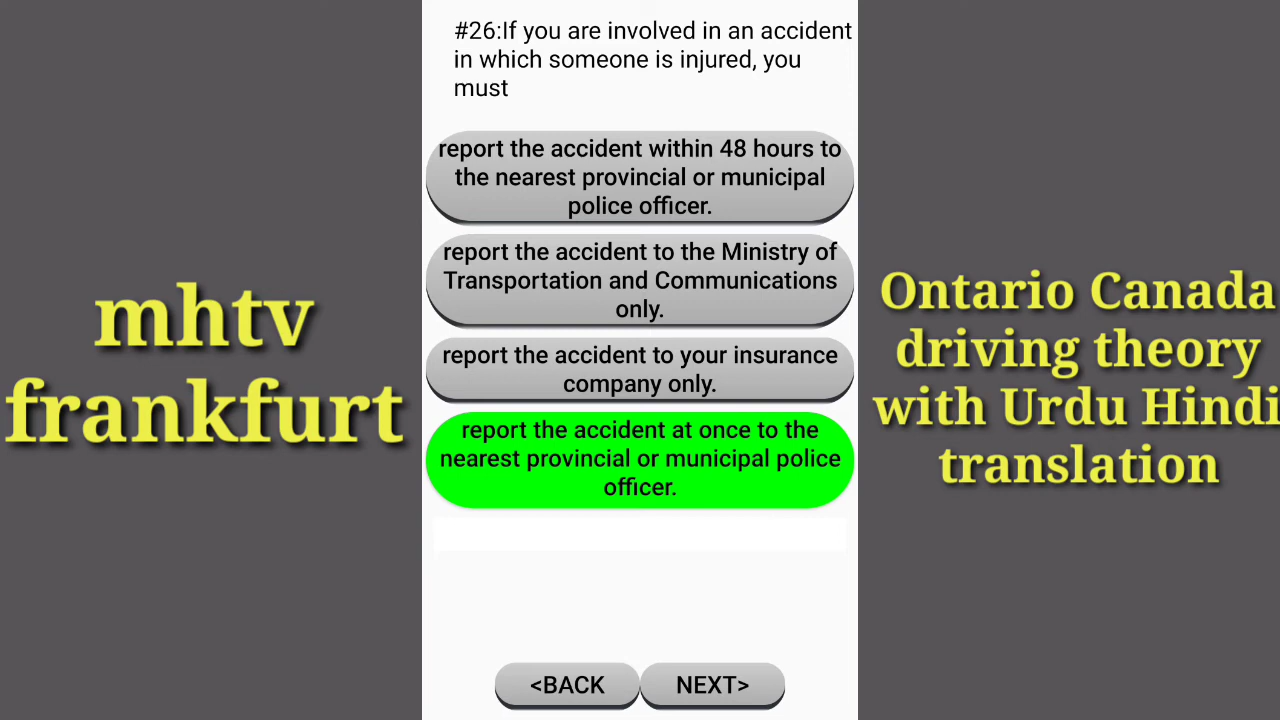 mhtv
frankfurt
#26:If you are involved in an accident
in which someone is injured, you
must
report the accident within 48 hours to
the nearest provincial or municipal
police officer.
report the accident to the Ministry of
Transportation and Communications
only.
report the accident to your insurance
company only.
report the accident at once to the
nearest provincial or municipal police
officer.
<BACK
NEXT>
Ontario Canada
driving theory
with Urdu Hindi
translation